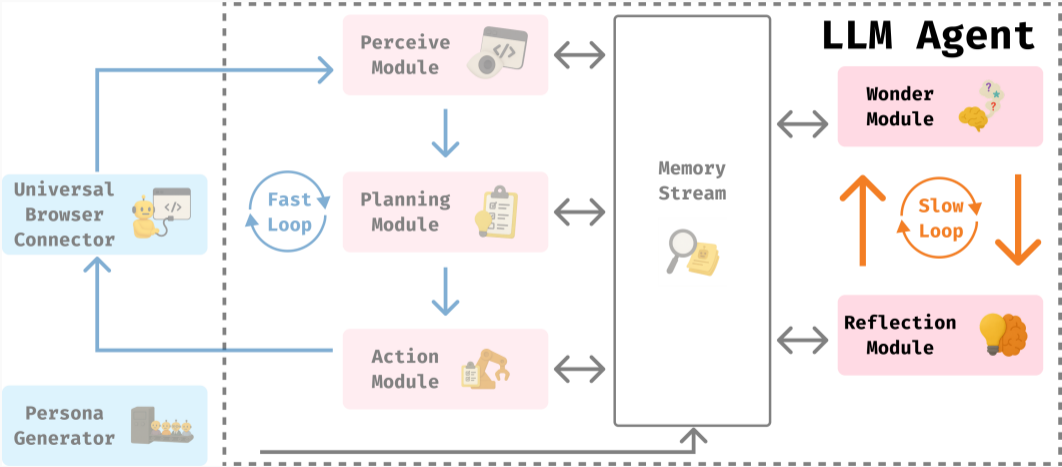 LLM Agent
Perceive
Module
Wonder
Module
Memory
Stream
Universal
Browser
Connector
Fast
Loop
Planning
Module
Slow
Loop
Reflection
Module
Action
Module
Persona
Generator